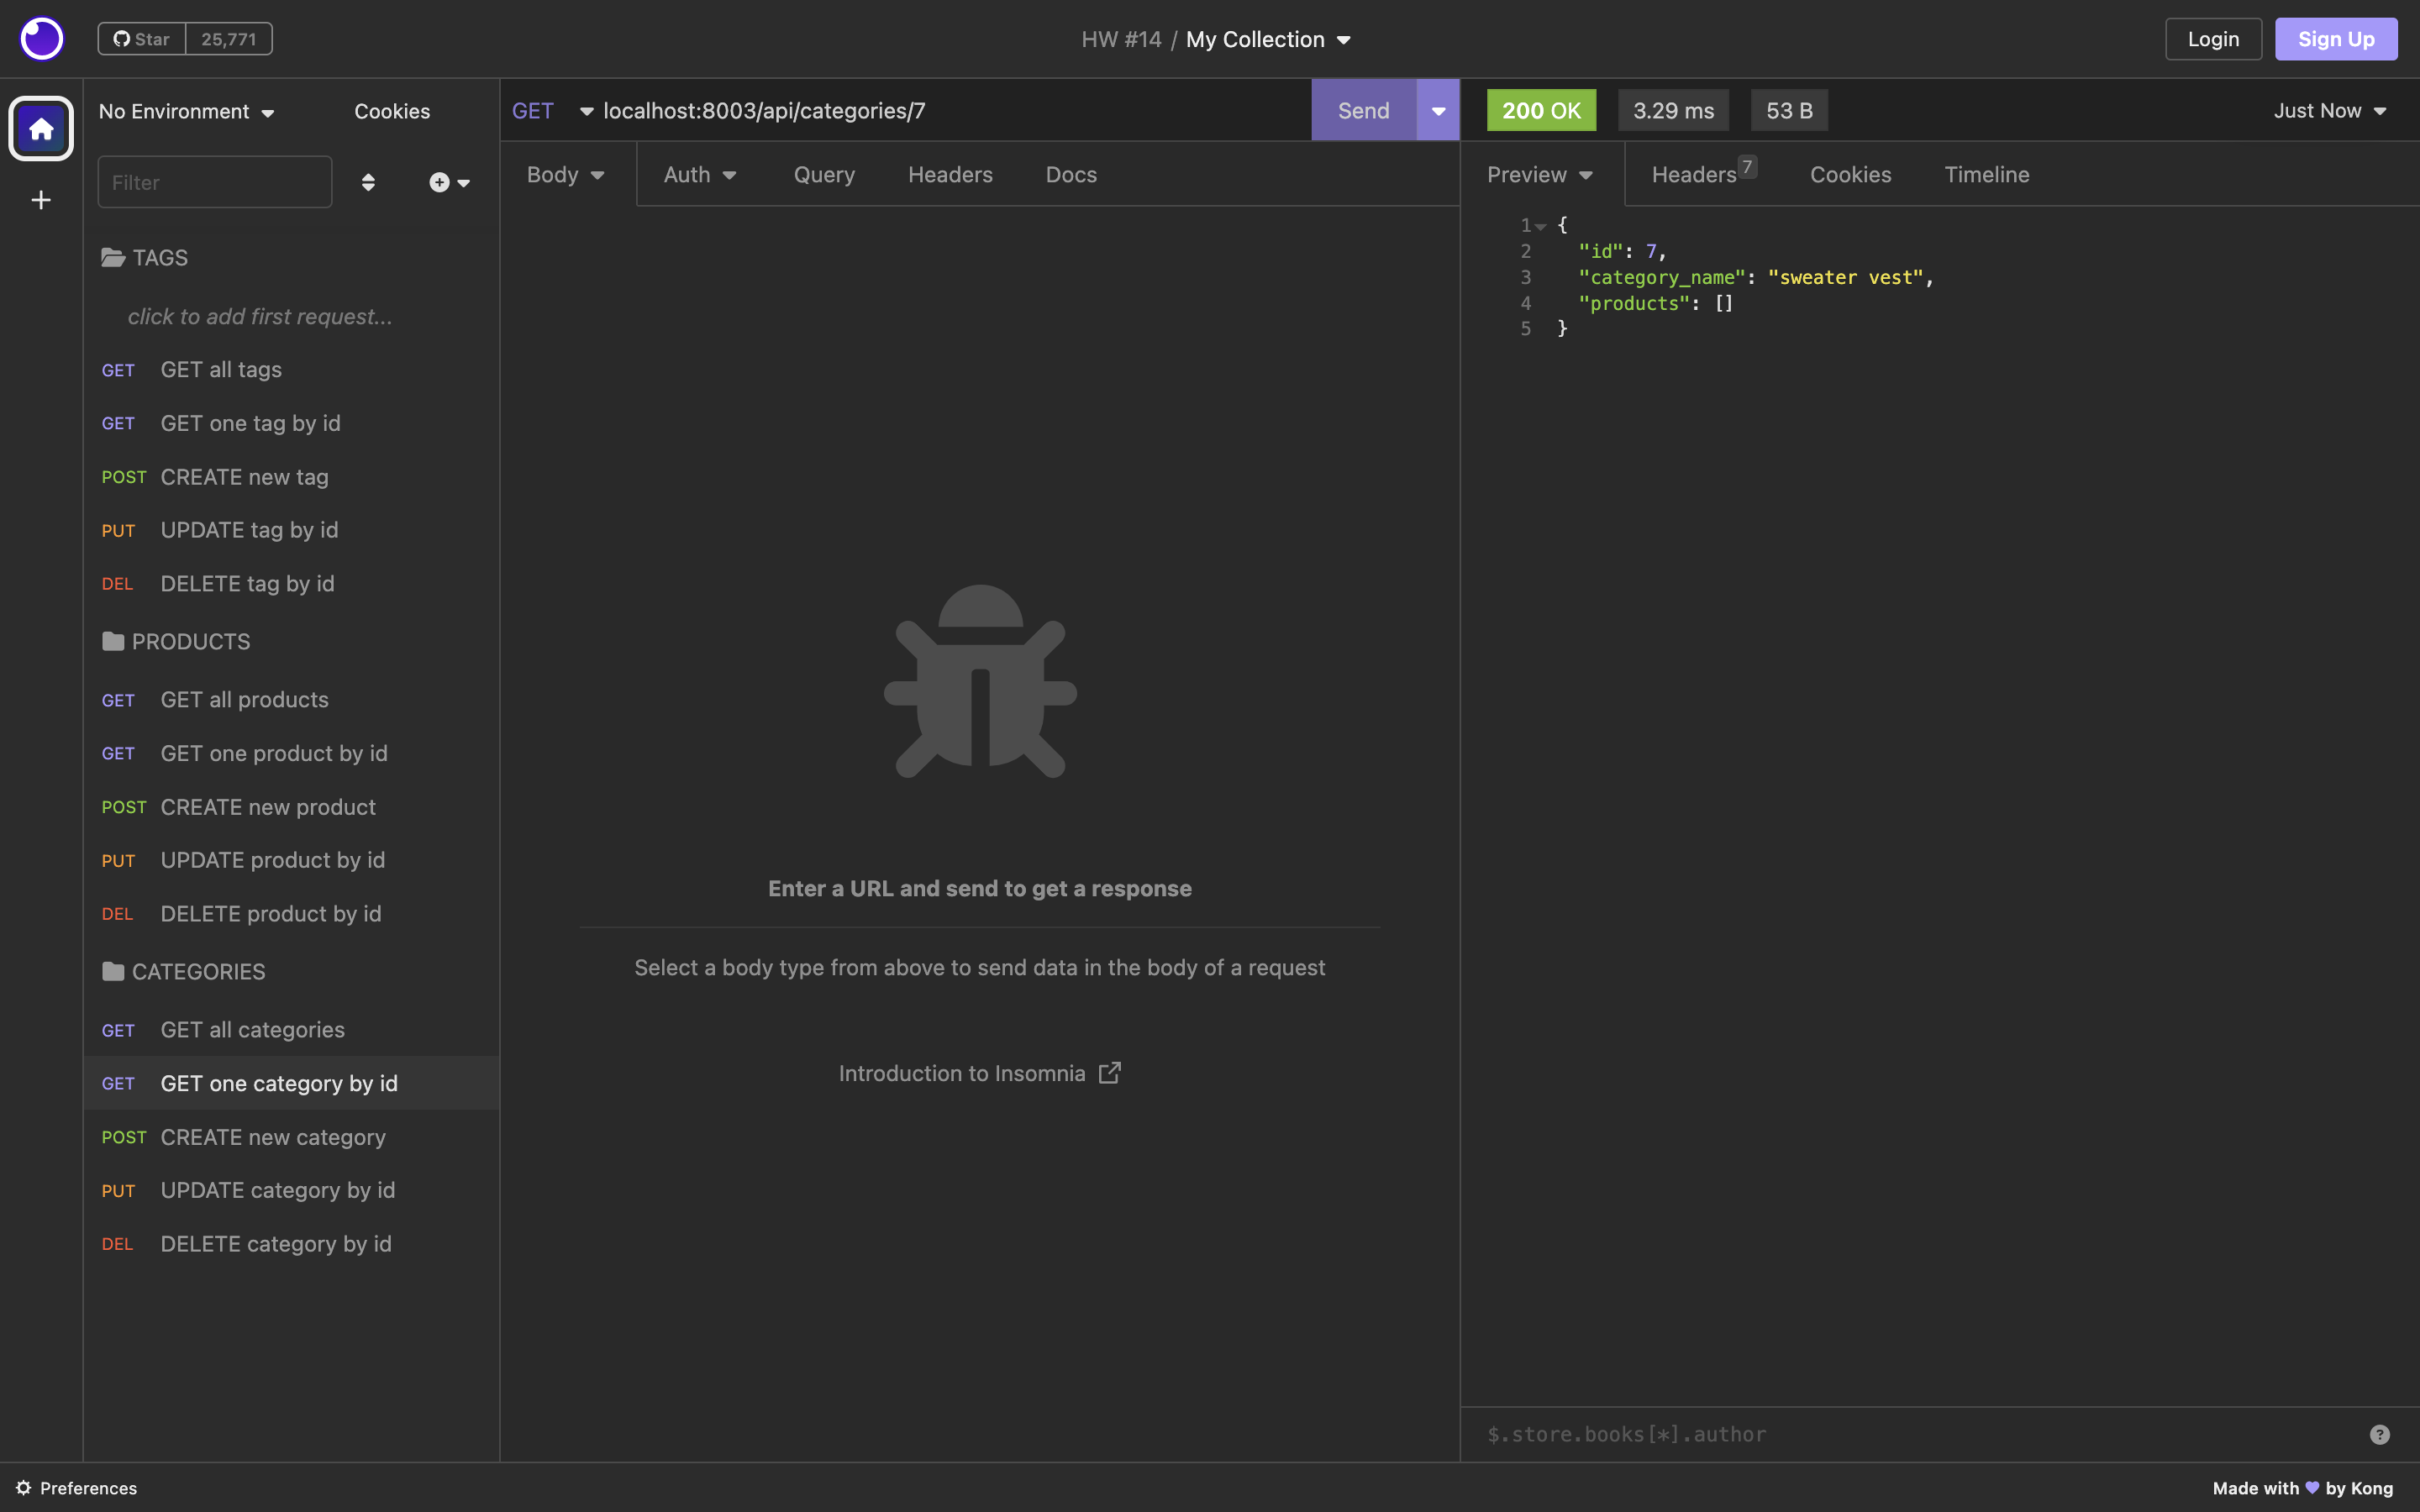 Star 25,771
HW #14 / My Collection
Login
Sign Up
No Environment
Cookies
Filter
TAGS
click to add first request...
GET GET all tags
GET GET one tag by id
POST CREATE new tag
PUT UPDATE tag by id
DEL DELETE tag by id
PRODUCTS
GET GET all products
GET GET one product by id
POST CREATE new product
PUT UPDATE product by id
DEL DELETE product by id
CATEGORIES
GET GET all categories
GET GET one category by id
POST CREATE new category
PUT UPDATE category by id
DEL DELETE category by id
GET localhost:8003/api/categories/7
Send
Body Auth Query Headers Docs
Enter a URL and send to get a response
Select a body type from above to send data in the body of a request
Introduction to Insomnia
200 OK 3.29 ms 53 B Just Now
Preview Headers 7 Cookies Timeline
1 {
2 "id": 7,
3 "category_name": "sweater vest",
4 "products": []
5 }
$.store.books[*].author
?
Preferences
Made with by Kong